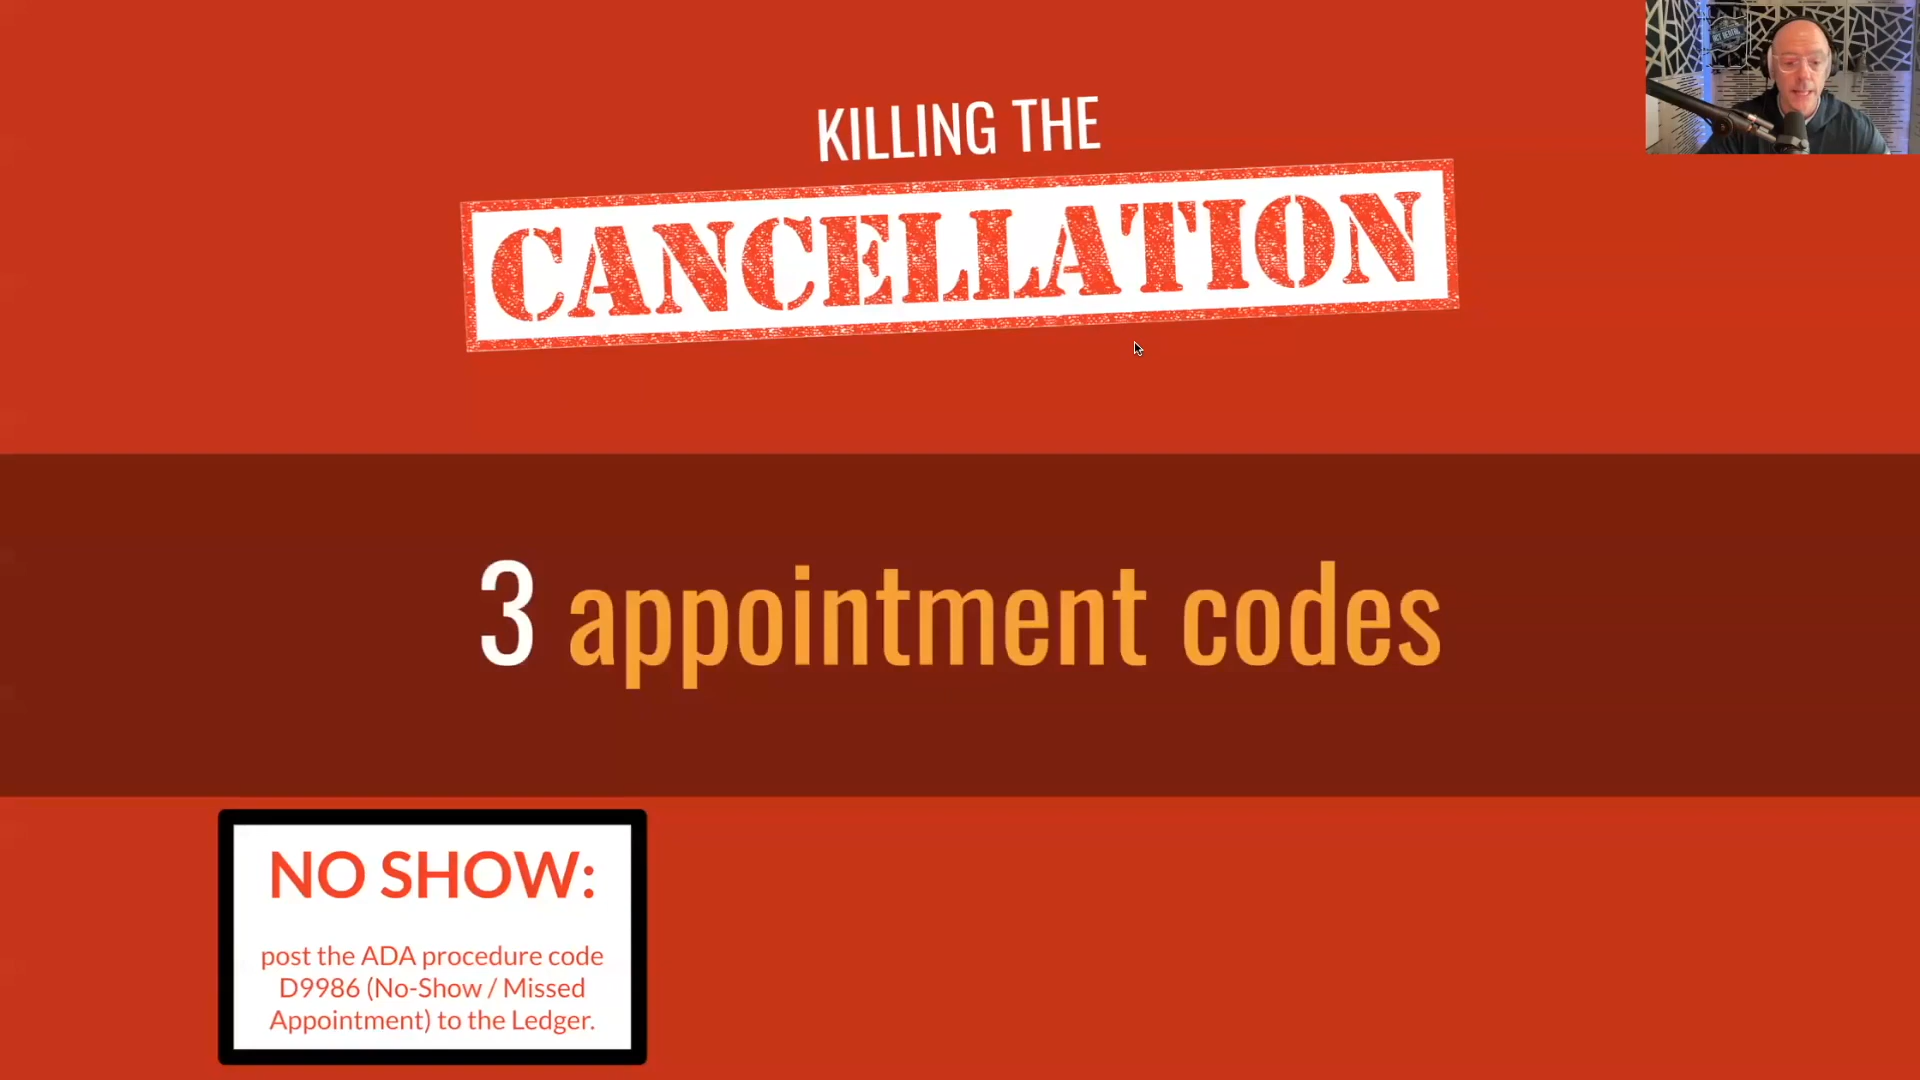 KILLING THE
CANCELLATION
3 appointment codes
NO SHOW:
post the ADA procedure code
D9986 (No-Show / Missed
Appointment) to the Ledger.